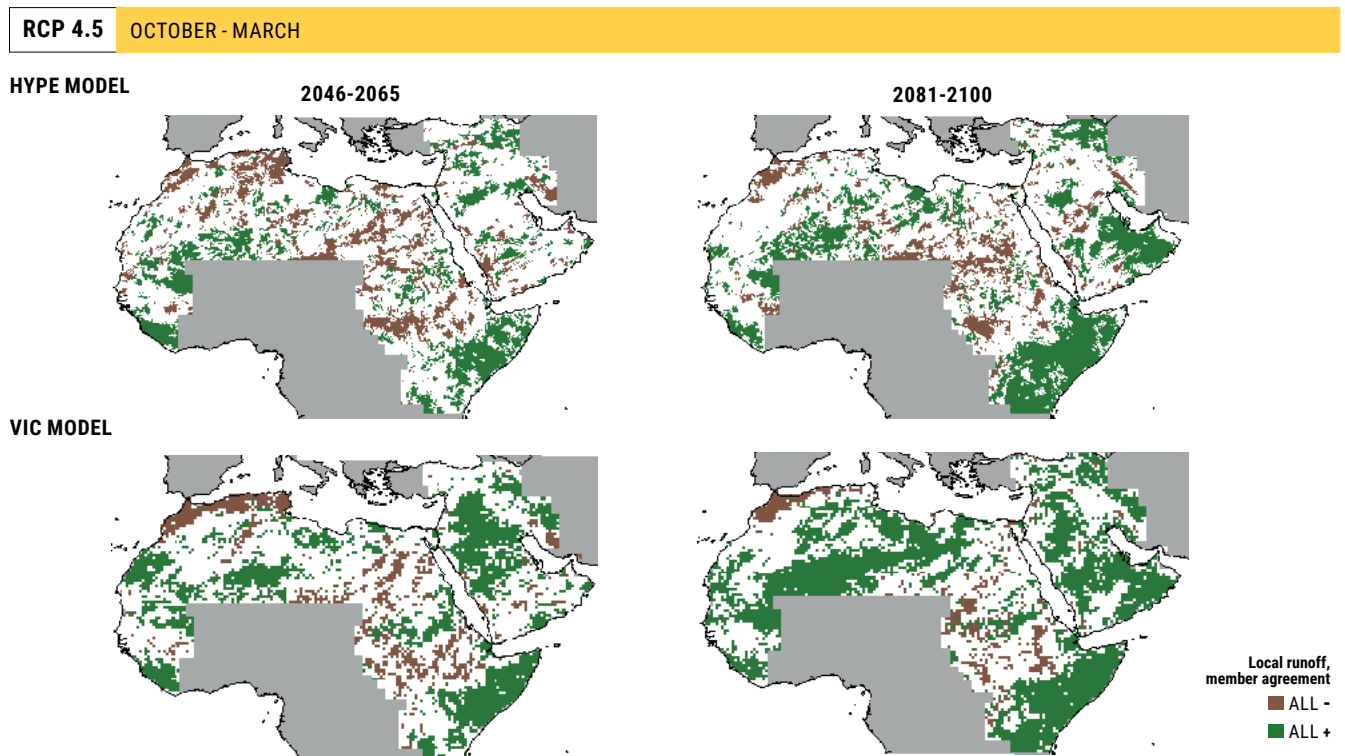 RCP 4.5 OCTOBER - MARCH
HYPE MODEL
2046-2065 2081-2100
VIC MODEL
Local runoff,
member agreement
ALL -
ALL +